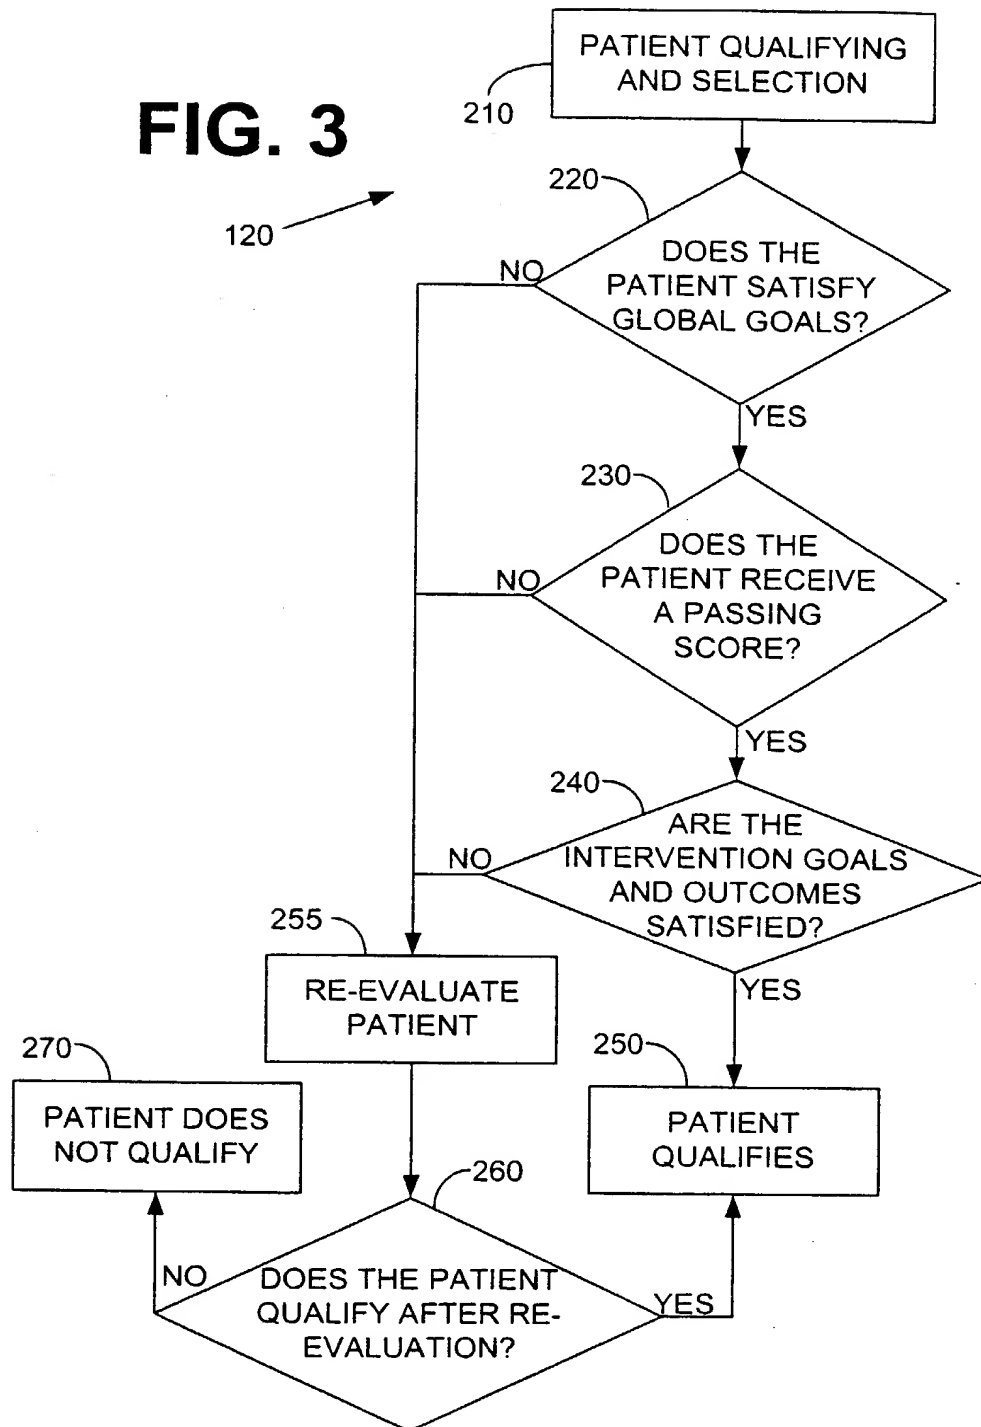 PATIENT QUALIFYING
AND SELECTION
210
FIG. 3
120
220
DOES THE
PATIENT SATISFY
GLOBAL GOALS?
NO
YES
230
DOES THE
PATIENT RECEIVE
A PASSING
SCORE?
NO
YES
240
ARE THE
INTERVENTION GOALS
AND OUTCOMES
SATISFIED?
NO
YES
255
RE-EVALUATE
PATIENT
270
PATIENT DOES
NOT QUALIFY
250
PATIENT
QUALIFIES
260
DOES THE PATIENT
QUALIFY AFTER RE-
EVALUATION?
NO
YES